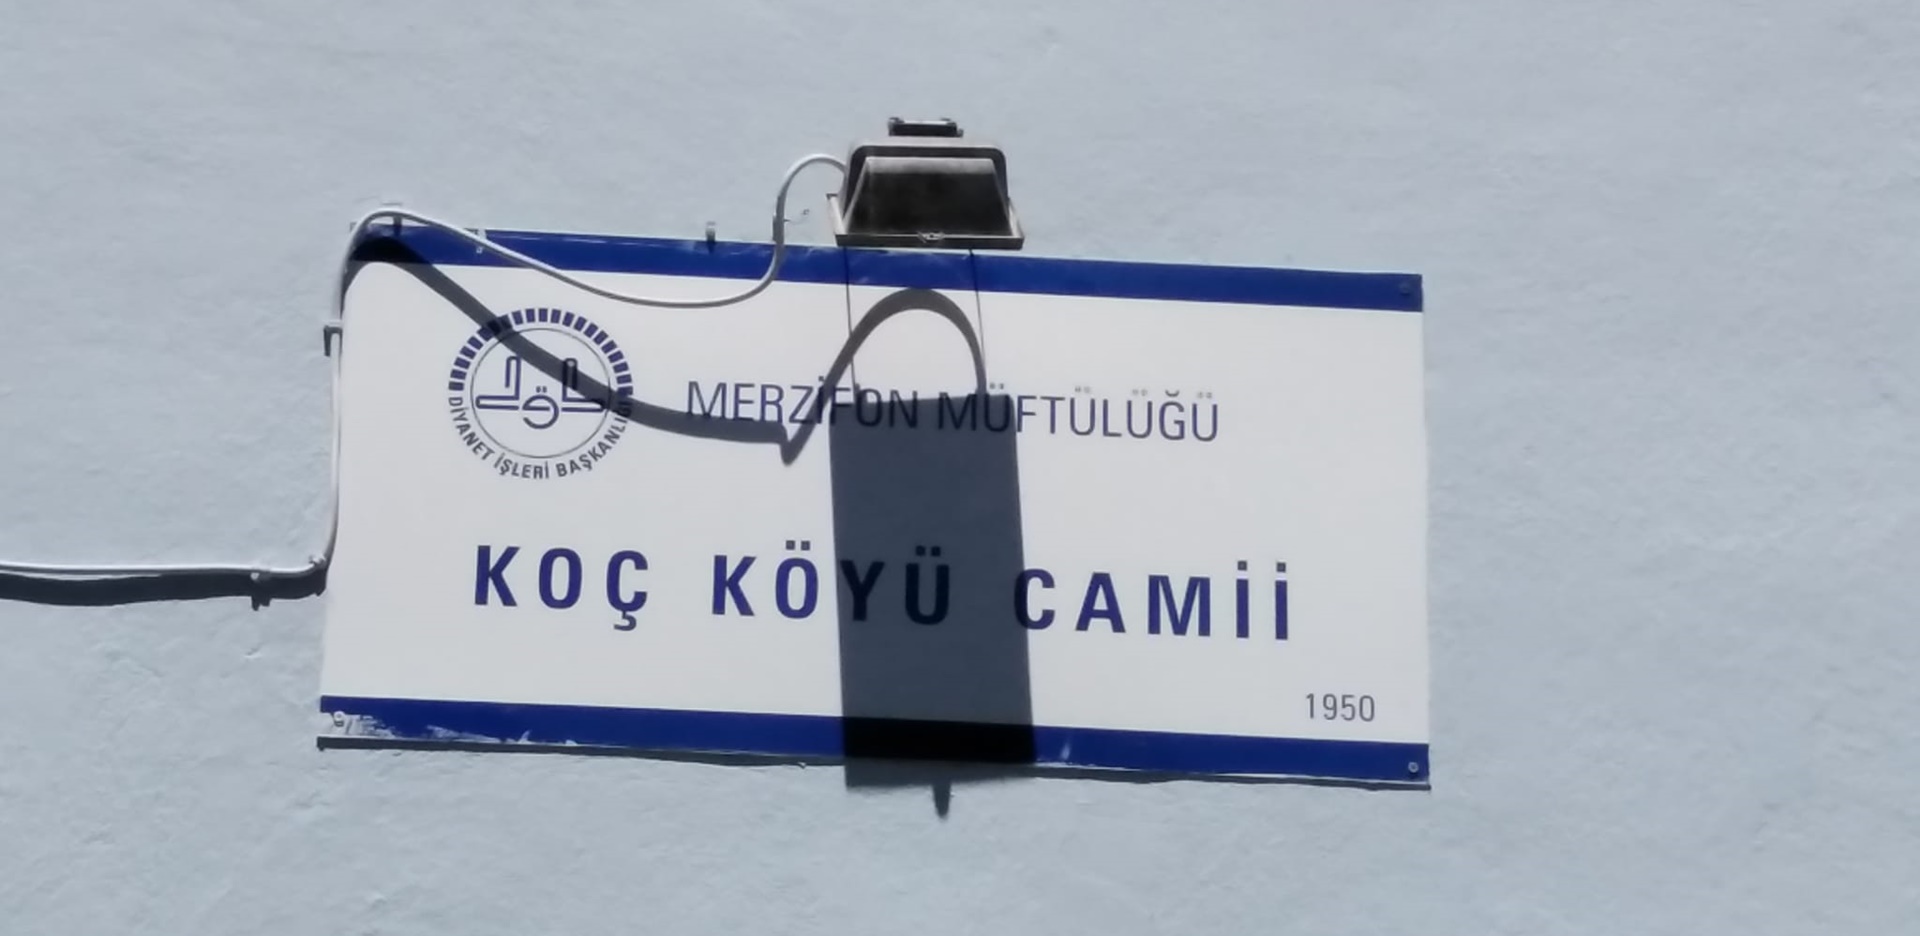 DİYANET İŞLERİ BAŞKANLIĞI
MERZİFON MÜFTÜLÜĞÜ
KOÇ KÖYÜ CAMİİ
1950